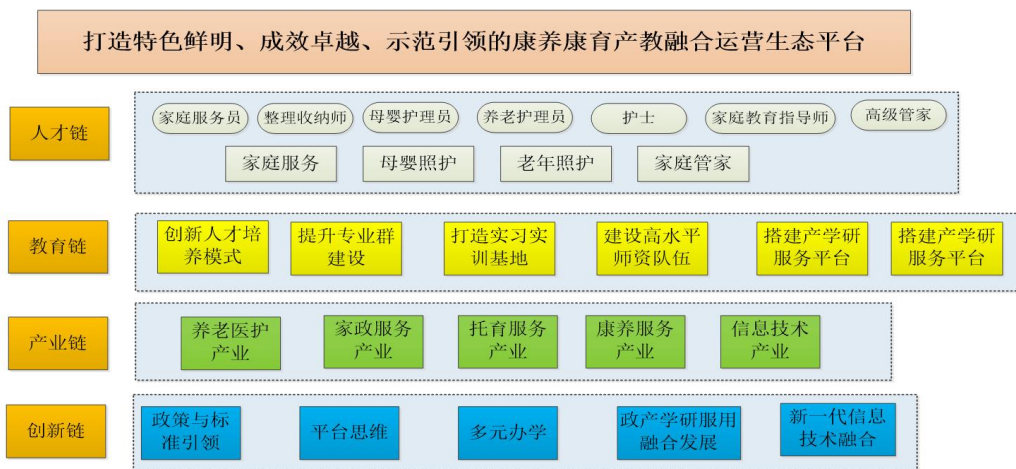 打造特色鲜明、成效卓越、示范引领的康养康育产教融合运营生态平台
人才链
家庭服务员
整理收纳师
母婴护理员
养老护理员
护士
家庭教育指导师
高级管家
家庭服务
母婴照护
老年照护
家庭管家
教育链
创新人才培
养模式
提升专业群
建设
打造实习实
训基地
建设高水平
师资队伍
搭建产学研
服务平台
搭建产学研
服务平台
产业链
养老医护
产业
家政服务
产业
托育服务
产业
康养服务
产业
信息技术
产业
创新链
政策与标
准引领
平台思维
多元办学
政产学研服用
融合发展
新一代信息
技术融合